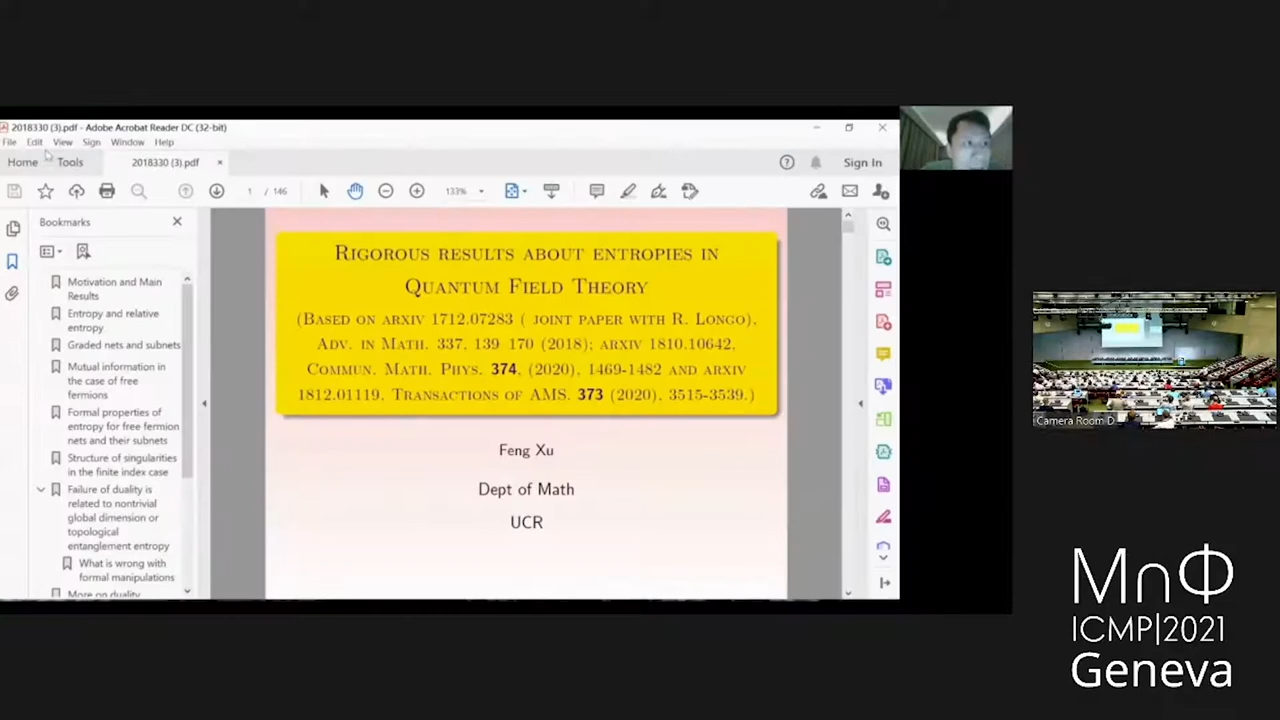 2018330 (3).pdf - Adobe Acrobat Reader DC (32-bit)
File Edit View Sign Window Help
Home Tools 2018330 (3).pdf × Sign In
1 / 146 133%
Bookmarks
Motivation and Main
Results
Entropy and relative
entropy
Graded nets and subnets
Mutual information
in the case of free
fermions
Formal properties of
entropy for free fermion
nets and their subnets
Structure of singularities
in the finite index case
Failure of duality is
related to nontrivial
global dimension or
topological
entanglement entropy
What is wrong with
formal manipulations
More on duality
Rigorous results about entropies in
Quantum Field Theory
(Based on arxiv 1712.07283 ( joint paper with R. Longo),
Adv. in Math. 337, 139–170 (2018); arxiv 1810.10642,
Commun. Math. Phys. 374, (2020), 1469-1482 and arxiv
1812.01119, Transactions of AMS. 373 (2020), 3515-3539.)
Feng Xu
Dept of Math
UCR
Camera Room D
M∩Φ
ICMP|2021
Geneva